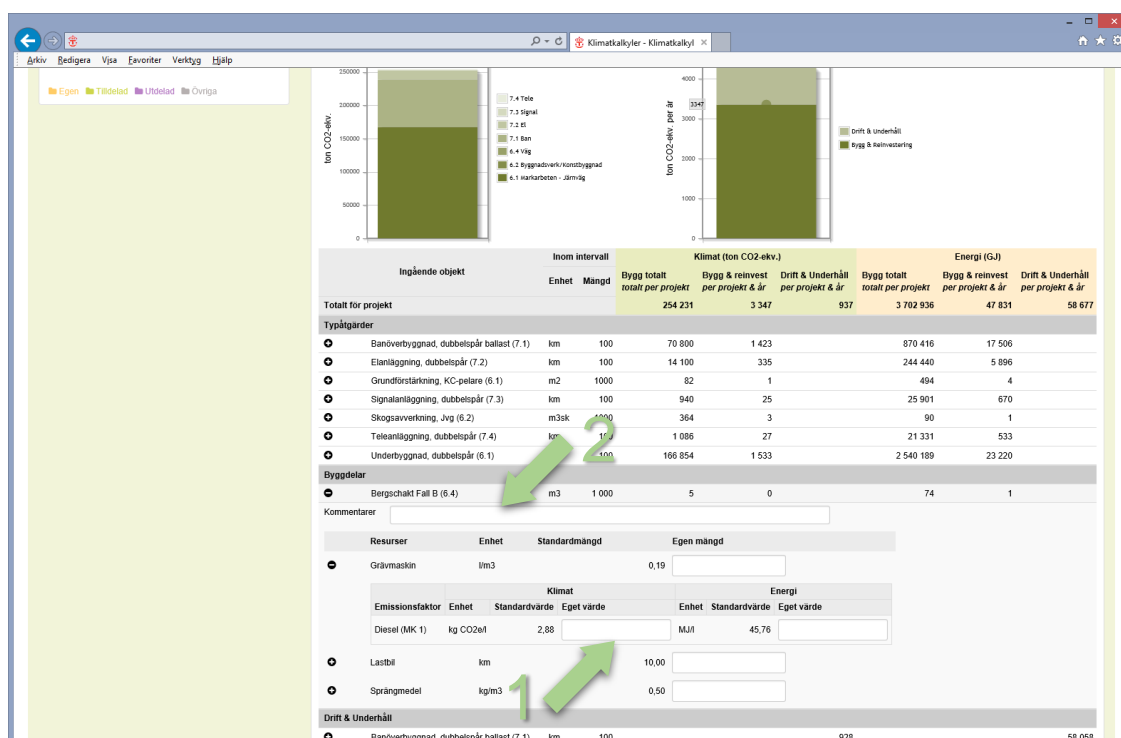 Klimatkalkyler - Klimatkalkyl
Arkiv Redigera Visa Favoriter Verktyg Hjälp
Egen Tilldelad Utdelad Övriga
ton CO2-ekv.
250000
200000
150000
100000
50000
0
7.4 Tele
7.3 Signal
7.2 El
7.1 Ban
6.4 Väg
6.2 Byggnadsverk/Konstbyggnad
6.1 Markarbeten - Järnväg
ton CO2-ekv. per år
4000
3347
3000
2000
1000
0
Drift & Underhåll
Bygg & Reinvestering
Ingående objekt Inom intervall Klimat (ton CO2-ekv.) Energi (GJ)
Enhet Mängd Bygg totalt totalt per projekt Bygg & reinvest per projekt & år Drift & Underhåll per projekt & år Bygg totalt totalt per projekt Bygg & reinvest per projekt & år Drift & Underhåll per projekt & år
Totalt för projekt 254 231 3 347 937 3 702 936 47 831 58 677
Typåtgärder
Banöverbyggnad, dubbelspår ballast (7.1) km 100 70 800 1 423 870 416 17 506
Elanläggning, dubbelspår (7.2) km 100 14 100 335 244 440 5 896
Grundförstärkning, KC-pelare (6.1) m2 1000 82 1 494 4
Signalanläggning, dubbelspår (7.3) km 100 940 25 25 901 670
Skogsavverkning, Jvg (6.2) m3sk 364 3 90 1
Teleanläggning, dubbelspår (7.4) km 1 086 27 21 331 533
Underbyggnad, dubbelspår (6.1) 100 166 854 1 533 2 540 189 23 220
2
Byggdelar
Bergschakt Fall B (6.4) m3 1 000 5 0 74 1
Kommentarer
Resurser Enhet Standardmängd Egen mängd
Grävmaskin l/m3 0,19
Klimat Energi
Emissionsfaktor Enhet Standardvärde Eget värde Enhet Standardvärde Eget värde
Diesel (MK 1) kg CO2e/l 2,88 MJ/l 45,76
Lastbil km 10,00
Sprängmedel kg/m3 0,50
1
Drift & Underhåll
Banöverbyggnad, dubbelspår ballast (7.1) km 100 928 58 058